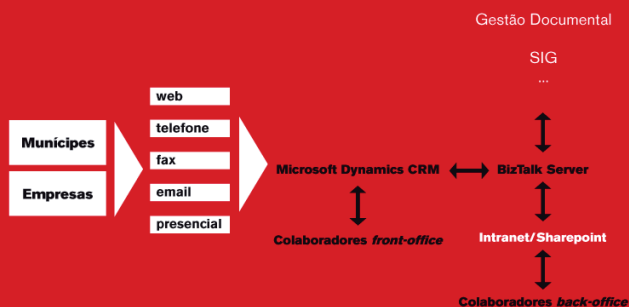 Gestão Documental
SIG
...
Munícipes
Empresas
web
telefone
fax
email
presencial
Microsoft Dynamics CRM
BizTalk Server
Colaboradores front-office
Intranet/Sharepoint
Colaboradores back-office